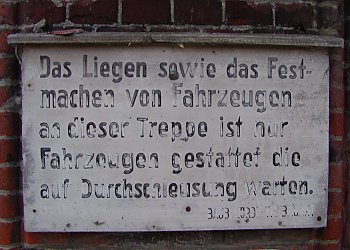 Das Liegen sowie das Fest-
machen von Fahrzeugen
an dieser Treppe ist nur
Fahrzeugen gestattet die
auf Durchschleusung warten.